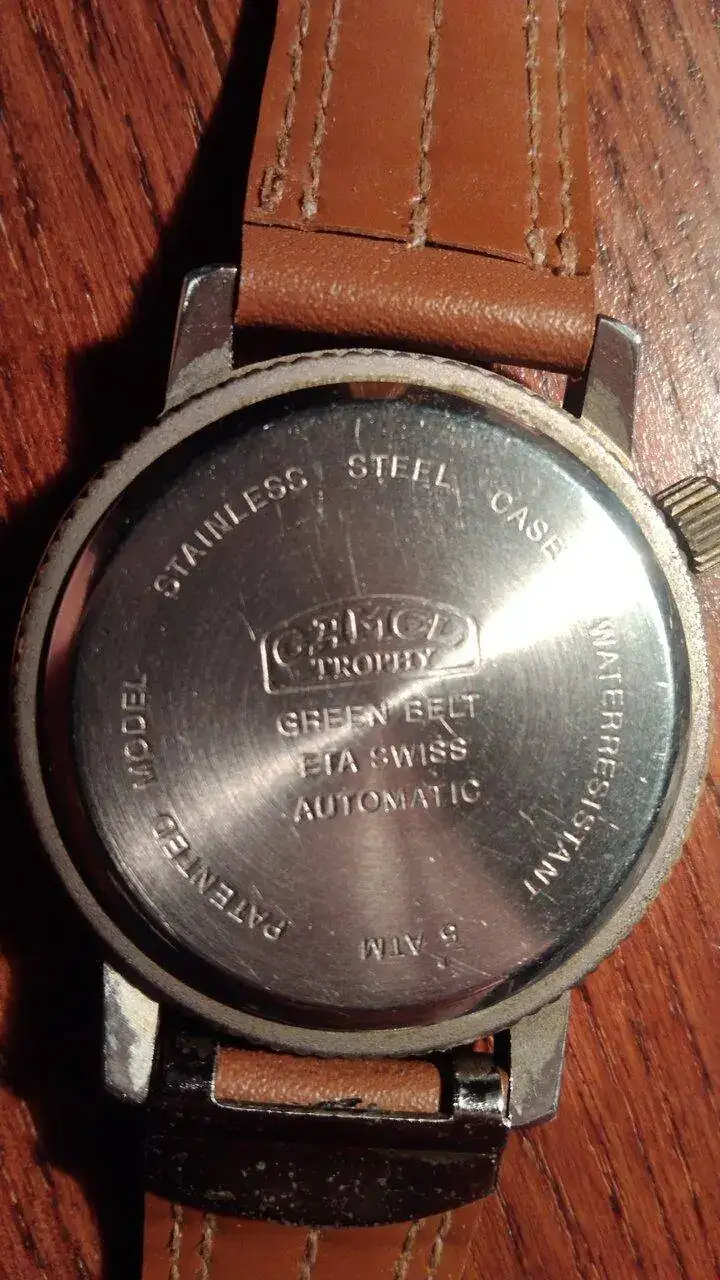 STAINLESS STEEL CASE
WATERRESISTANT
5 ATM
PATENTED MODEL
CAMEL
TROPHY
GREEN BELT
ETA SWISS
AUTOMATIC